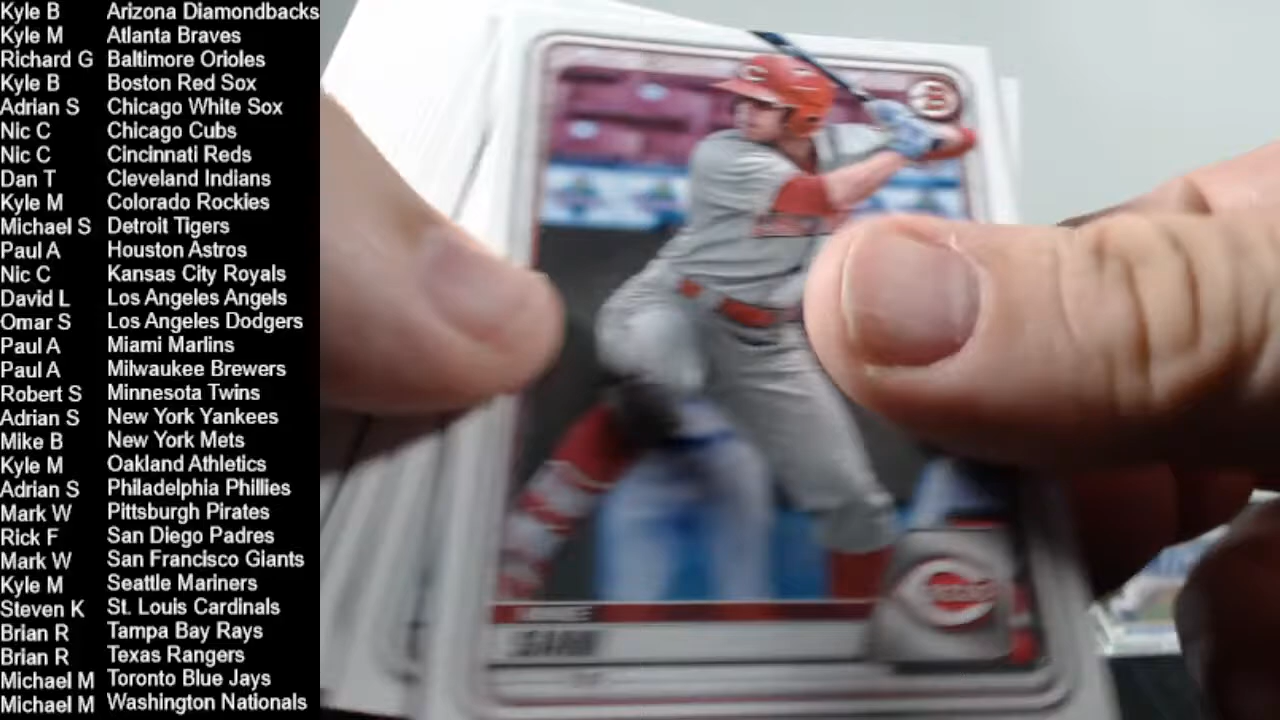 Kyle B Arizona Diamondbacks
Kyle M Atlanta Braves
Richard G Baltimore Orioles
Kyle B Boston Red Sox
Adrian S Chicago White Sox
Nic C Chicago Cubs
Nic C Cincinnati Reds
Dan T Cleveland Indians
Kyle M Colorado Rockies
Michael S Detroit Tigers
Paul A Houston Astros
Nic C Kansas City Royals
David L Los Angeles Angels
Omar S Los Angeles Dodgers
Paul A Miami Marlins
Paul A Milwaukee Brewers
Robert S Minnesota Twins
Adrian S New York Yankees
Mike B New York Mets
Kyle M Oakland Athletics
Adrian S Philadelphia Phillies
Mark W Pittsburgh Pirates
Rick F San Diego Padres
Mark W San Francisco Giants
Kyle M Seattle Mariners
Steven K St. Louis Cardinals
Brian R Tampa Bay Rays
Brian R Texas Rangers
Michael M Toronto Blue Jays
Michael M Washington Nationals